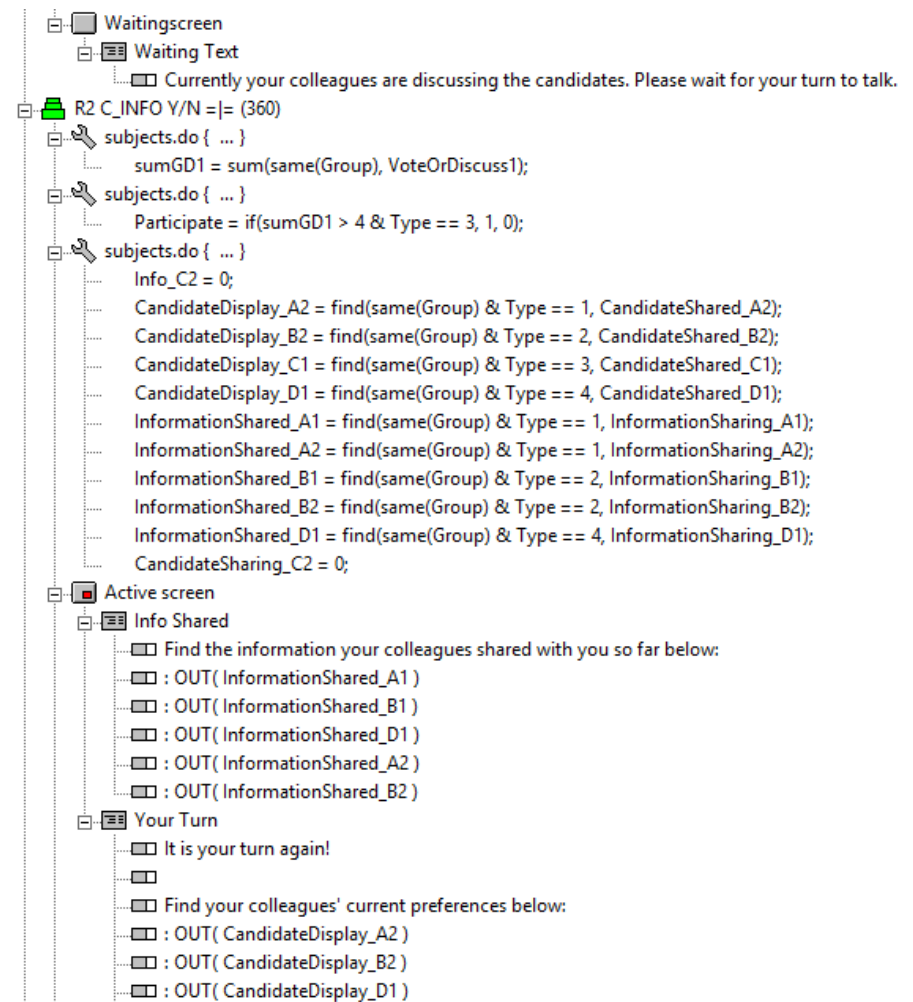 Waitingscreen
Waiting Text
Currently your colleagues are discussing the candidates. Please wait for your turn to talk.
R2 C_INFO Y/N =|= (360)
subjects.do { ... }
sumGD1 = sum(same(Group), VoteOrDiscuss1);
subjects.do { ... }
Participate = if(sumGD1 > 4 & Type == 3, 1, 0);
subjects.do { ... }
Info_C2 = 0;
CandidateDisplay_A2 = find(same(Group) & Type == 1, CandidateShared_A2);
CandidateDisplay_B2 = find(same(Group) & Type == 2, CandidateShared_B2);
CandidateDisplay_C1 = find(same(Group) & Type == 3, CandidateShared_C1);
CandidateDisplay_D1 = find(same(Group) & Type == 4, CandidateShared_D1);
InformationShared_A1 = find(same(Group) & Type == 1, InformationSharing_A1);
InformationShared_A2 = find(same(Group) & Type == 1, InformationSharing_A2);
InformationShared_B1 = find(same(Group) & Type == 2, InformationSharing_B1);
InformationShared_B2 = find(same(Group) & Type == 2, InformationSharing_B2);
InformationShared_D1 = find(same(Group) & Type == 4, InformationSharing_D1);
CandidateSharing_C2 = 0;
Active screen
Info Shared
Find the information your colleagues shared with you so far below:
: OUT( InformationShared_A1 )
: OUT( InformationShared_B1 )
: OUT( InformationShared_D1 )
: OUT( InformationShared_A2 )
: OUT( InformationShared_B2 )
Your Turn
It is your turn again!
Find your colleagues' current preferences below:
: OUT( CandidateDisplay_A2 )
: OUT( CandidateDisplay_B2 )
: OUT( CandidateDisplay_D1 )